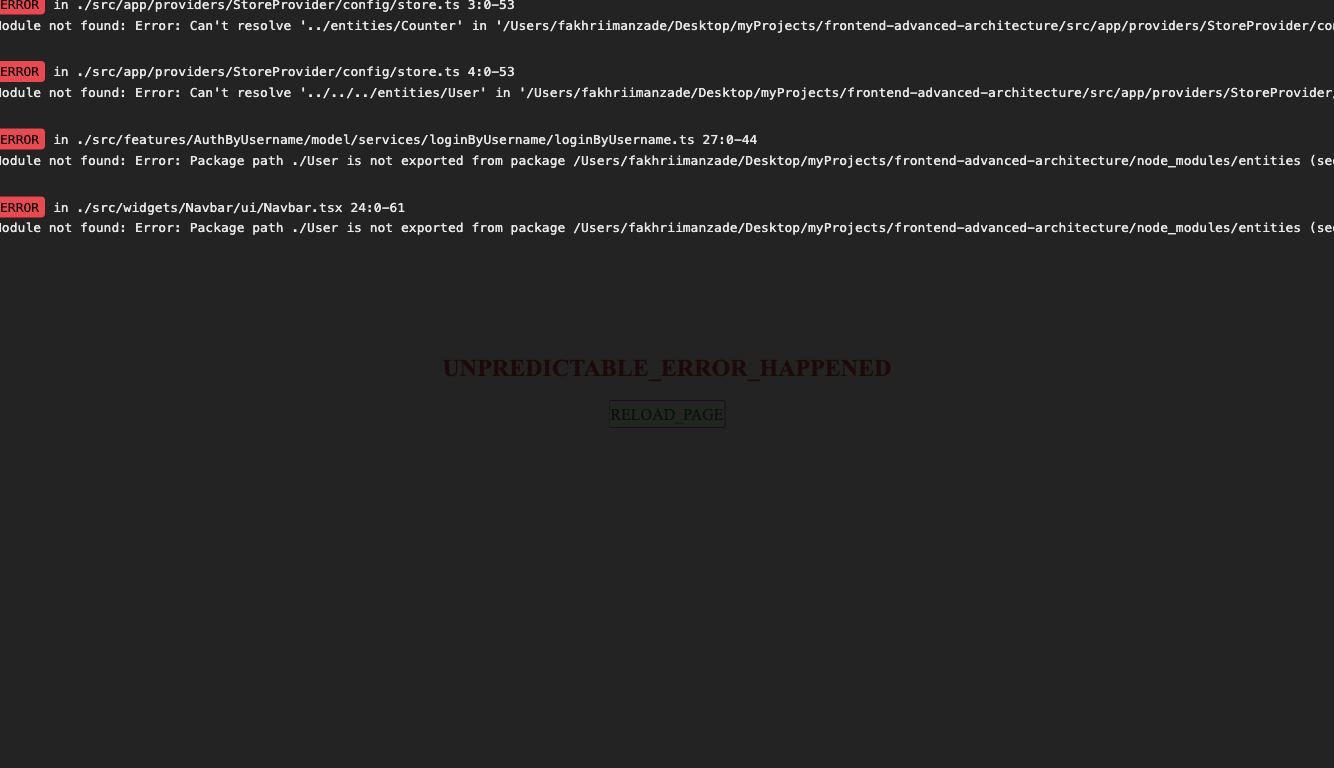 ERROR in ./src/app/providers/StoreProvider/config/store.ts 3:0-53
Module not found: Error: Can't resolve '../entities/Counter' in '/Users/fakhriimanzade/Desktop/myProjects/frontend-advanced-architecture/src/app/providers/StoreProvider/co
ERROR in ./src/app/providers/StoreProvider/config/store.ts 4:0-53
Module not found: Error: Can't resolve '../../../entities/User' in '/Users/fakhriimanzade/Desktop/myProjects/frontend-advanced-architecture/src/app/providers/StoreProvider/
ERROR in ./src/features/AuthByUsername/model/services/loginByUsername/loginByUsername.ts 27:0-44
Module not found: Error: Package path ./User is not exported from package /Users/fakhriimanzade/Desktop/myProjects/frontend-advanced-architecture/node_modules/entities (see
ERROR in ./src/widgets/Navbar/ui/Navbar.tsx 24:0-61
Module not found: Error: Package path ./User is not exported from package /Users/fakhriimanzade/Desktop/myProjects/frontend-advanced-architecture/node_modules/entities (see
UNPREDICTABLE_ERROR_HAPPENED
RELOAD_PAGE